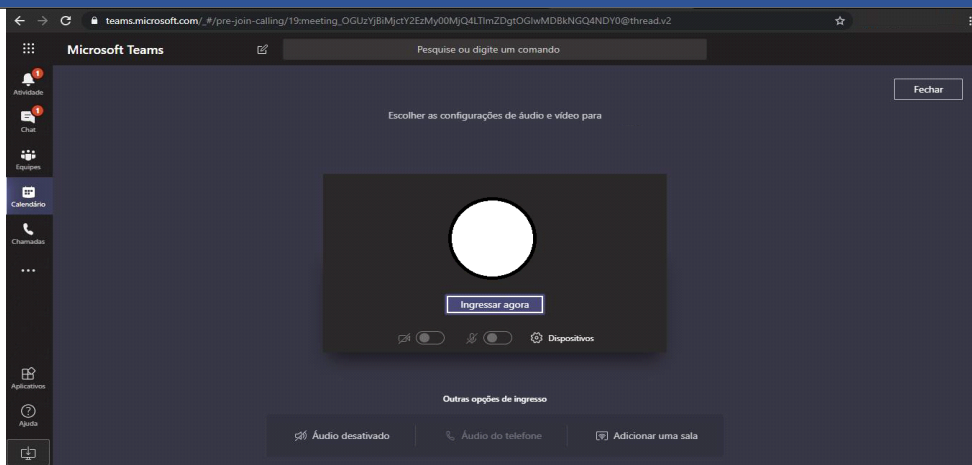 teams.microsoft.com/_#/pre-join-calling/19:meeting_OGUzYjBiMjctY2EzMy00MjQ4LTlmZDgtOGIwMDBkNGQ4NDY0@thread.v2
Microsoft Teams
Pesquise ou digite um comando
1
Atividade
Fechar
1
Chat
Escolher as configurações de áudio e vídeo para
Equipes
Calendário
Chamadas
Ingressar agora
Dispositivos
Aplicativos
Outras opções de ingresso
Ajuda
Áudio desativado
Áudio do telefone
Adicionar uma sala